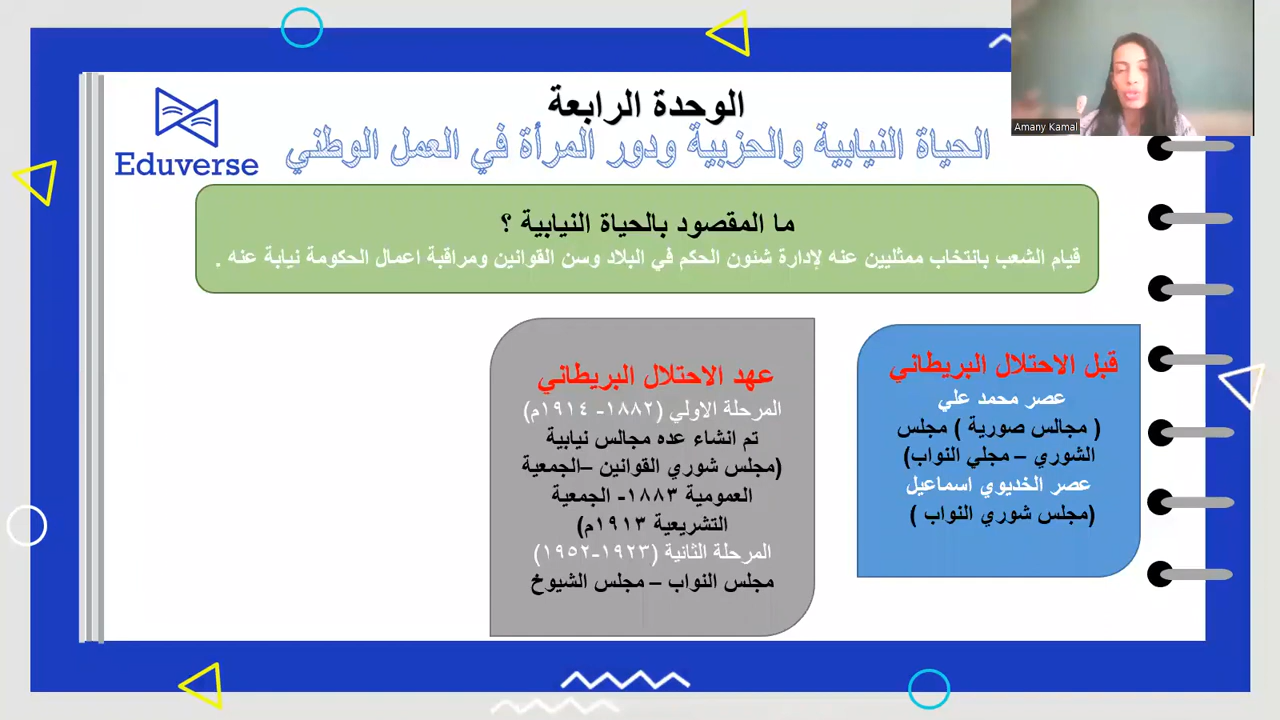 الوحدة الرابعة
الحياة النيابية والحزبية ودور المرأة في العمل الوطني
Eduverse
Amany Kamal
ما المقصود بالحياة النيابية ؟
قيام الشعب بانتخاب ممثليين عنه لإدارة شئون الحكم في البلاد وسن القوانين ومراقبة اعمال الحكومة نيابة عنه .
قبل الاحتلال البريطاني
عصر محمد علي
( مجالس صورية ) مجلس
الشوري – مجلي النواب)
عصر الخديوي اسماعيل
(مجلس شوري النواب )
عهد الاحتلال البريطاني
المرحلة الاولي (١٨٨٢- ١٩١٤م)
تم انشاء عده مجالس نيابية
(مجلس شوري القوانين –الجمعية
العمومية ١٨٨٣- الجمعية
التشريعية ١٩١٣م)
المرحلة الثانية (١٩٢٣-١٩٥٢)
مجلس النواب – مجلس الشيوخ